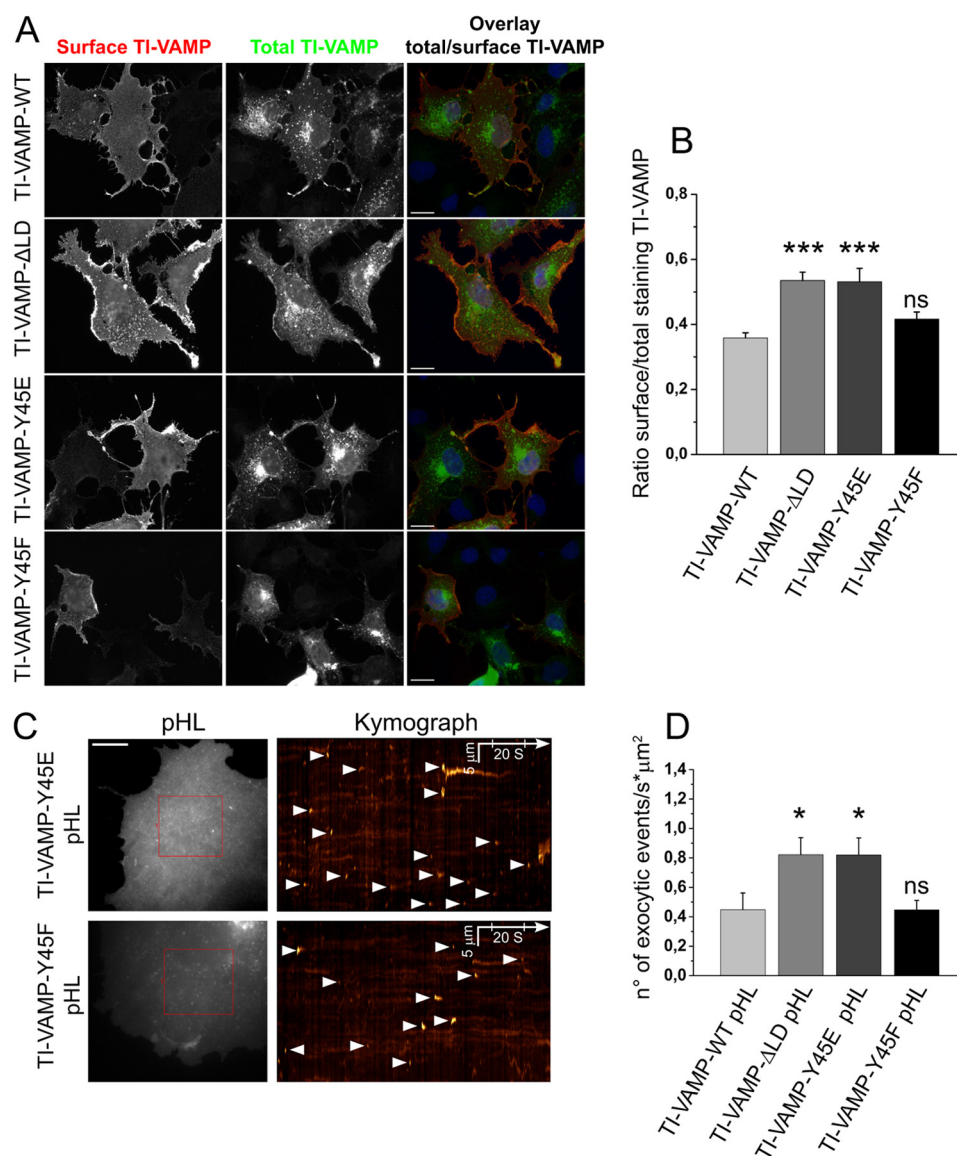 A
Surface TI-VAMP
Total TI-VAMP
Overlay
total/surface TI-VAMP
TI-VAMP-WT
TI-VAMP-ΔLD
TI-VAMP-Y45E
TI-VAMP-Y45F
B
Ratio surface/total staining TI-VAMP
0,8
0,6
0,4
0,2
0,0
***
***
ns
TI-VAMP-WT
TI-VAMP-ΔLD
TI-VAMP-Y45E
TI-VAMP-Y45F
C
pHL
Kymograph
TI-VAMP-Y45E
pHL
5 µm
20 S
TI-VAMP-Y45F
pHL
5 µm
20 S
D
n° of exocytic events/s*µm²
1,4
1,2
1,0
0,8
0,6
0,4
0,2
0,0
*
*
ns
TI-VAMP-WT pHL
TI-VAMP-ΔLD pHL
TI-VAMP-Y45E pHL
TI-VAMP-Y45F pHL